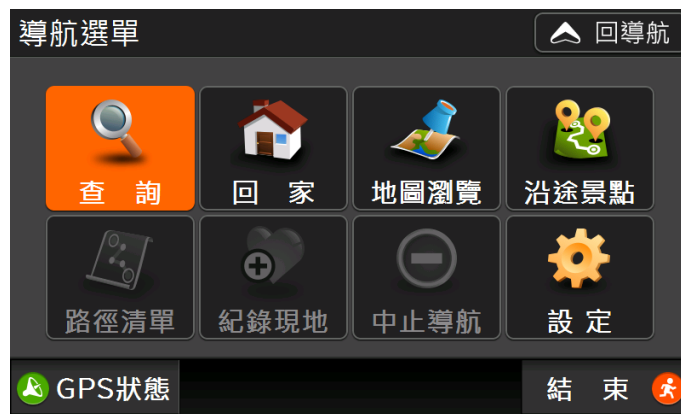 導航選單
回導航
查 詢
回 家
地圖瀏覽
沿途景點
路徑清單
紀錄現地
中止導航
設 定
GPS狀態
結 束